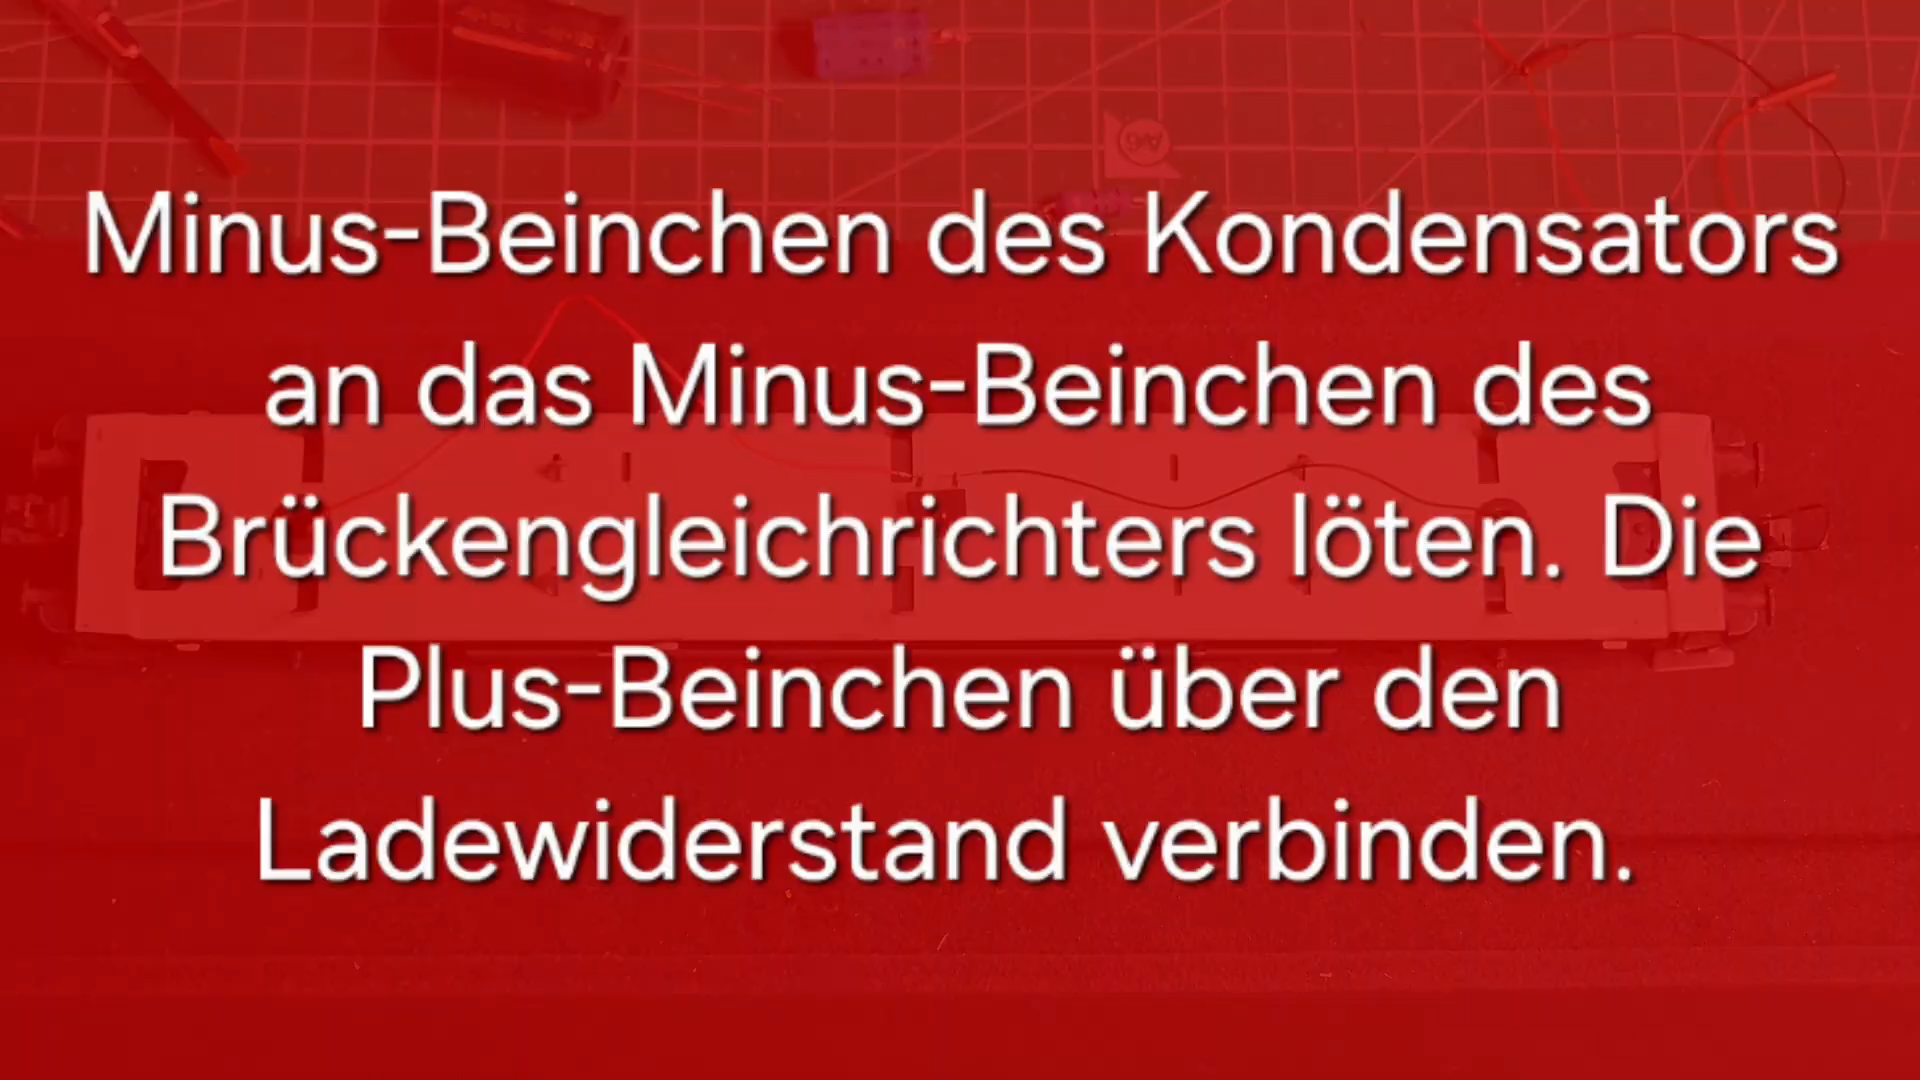 Minus-Beinchen des Kondensators
an das Minus-Beinchen des
Brückengleichrichters löten. Die
Plus-Beinchen über den
Ladewiderstand verbinden.